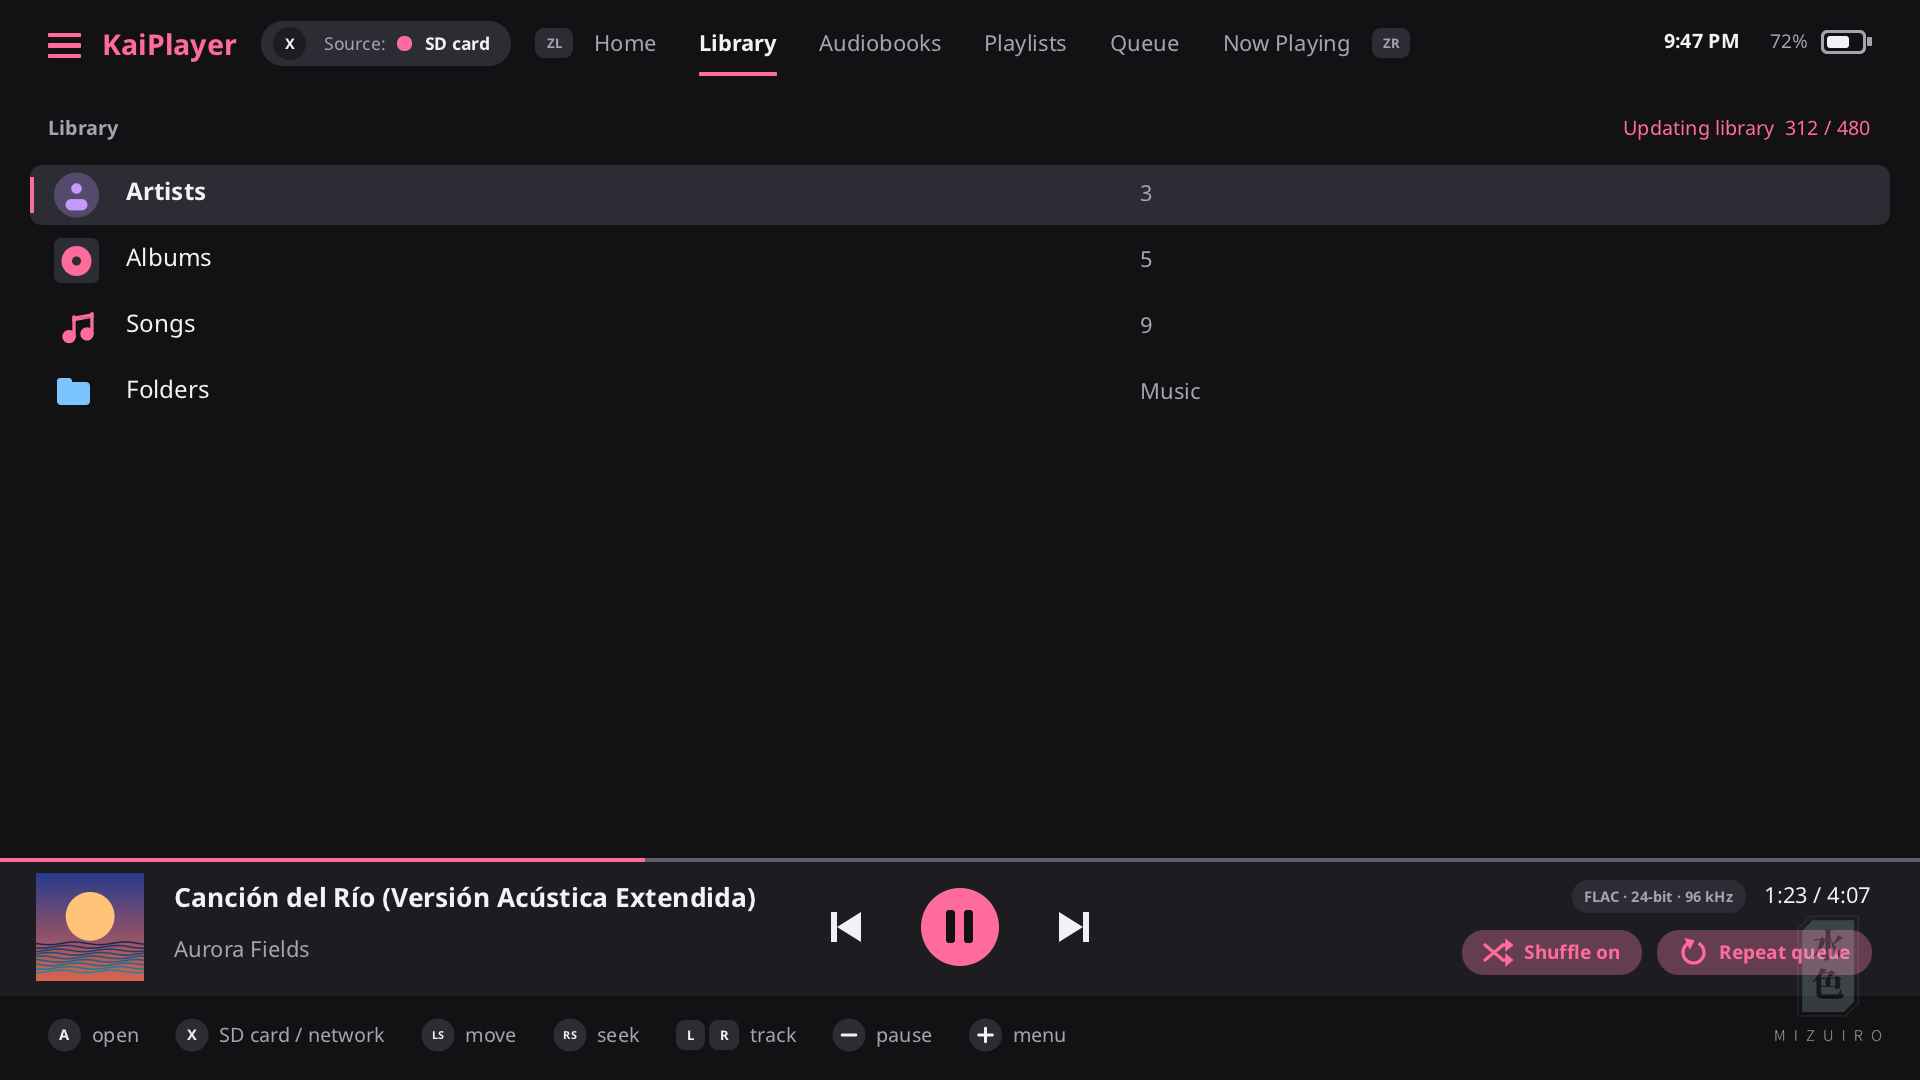 KaiPlayer
X Source: SD card
ZL Home Library Audiobooks Playlists Queue Now Playing ZR
9:47 PM 72%
Library
Updating library 312 / 480
Artists 3
Albums 5
Songs 9
Folders Music
Canción del Río (Versión Acústica Extendida)
Aurora Fields
FLAC · 24-bit · 96 kHz 1:23 / 4:07
Shuffle on Repeat queue
水色
MIZUIRO
A open X SD card / network LS move RS seek L R track pause menu